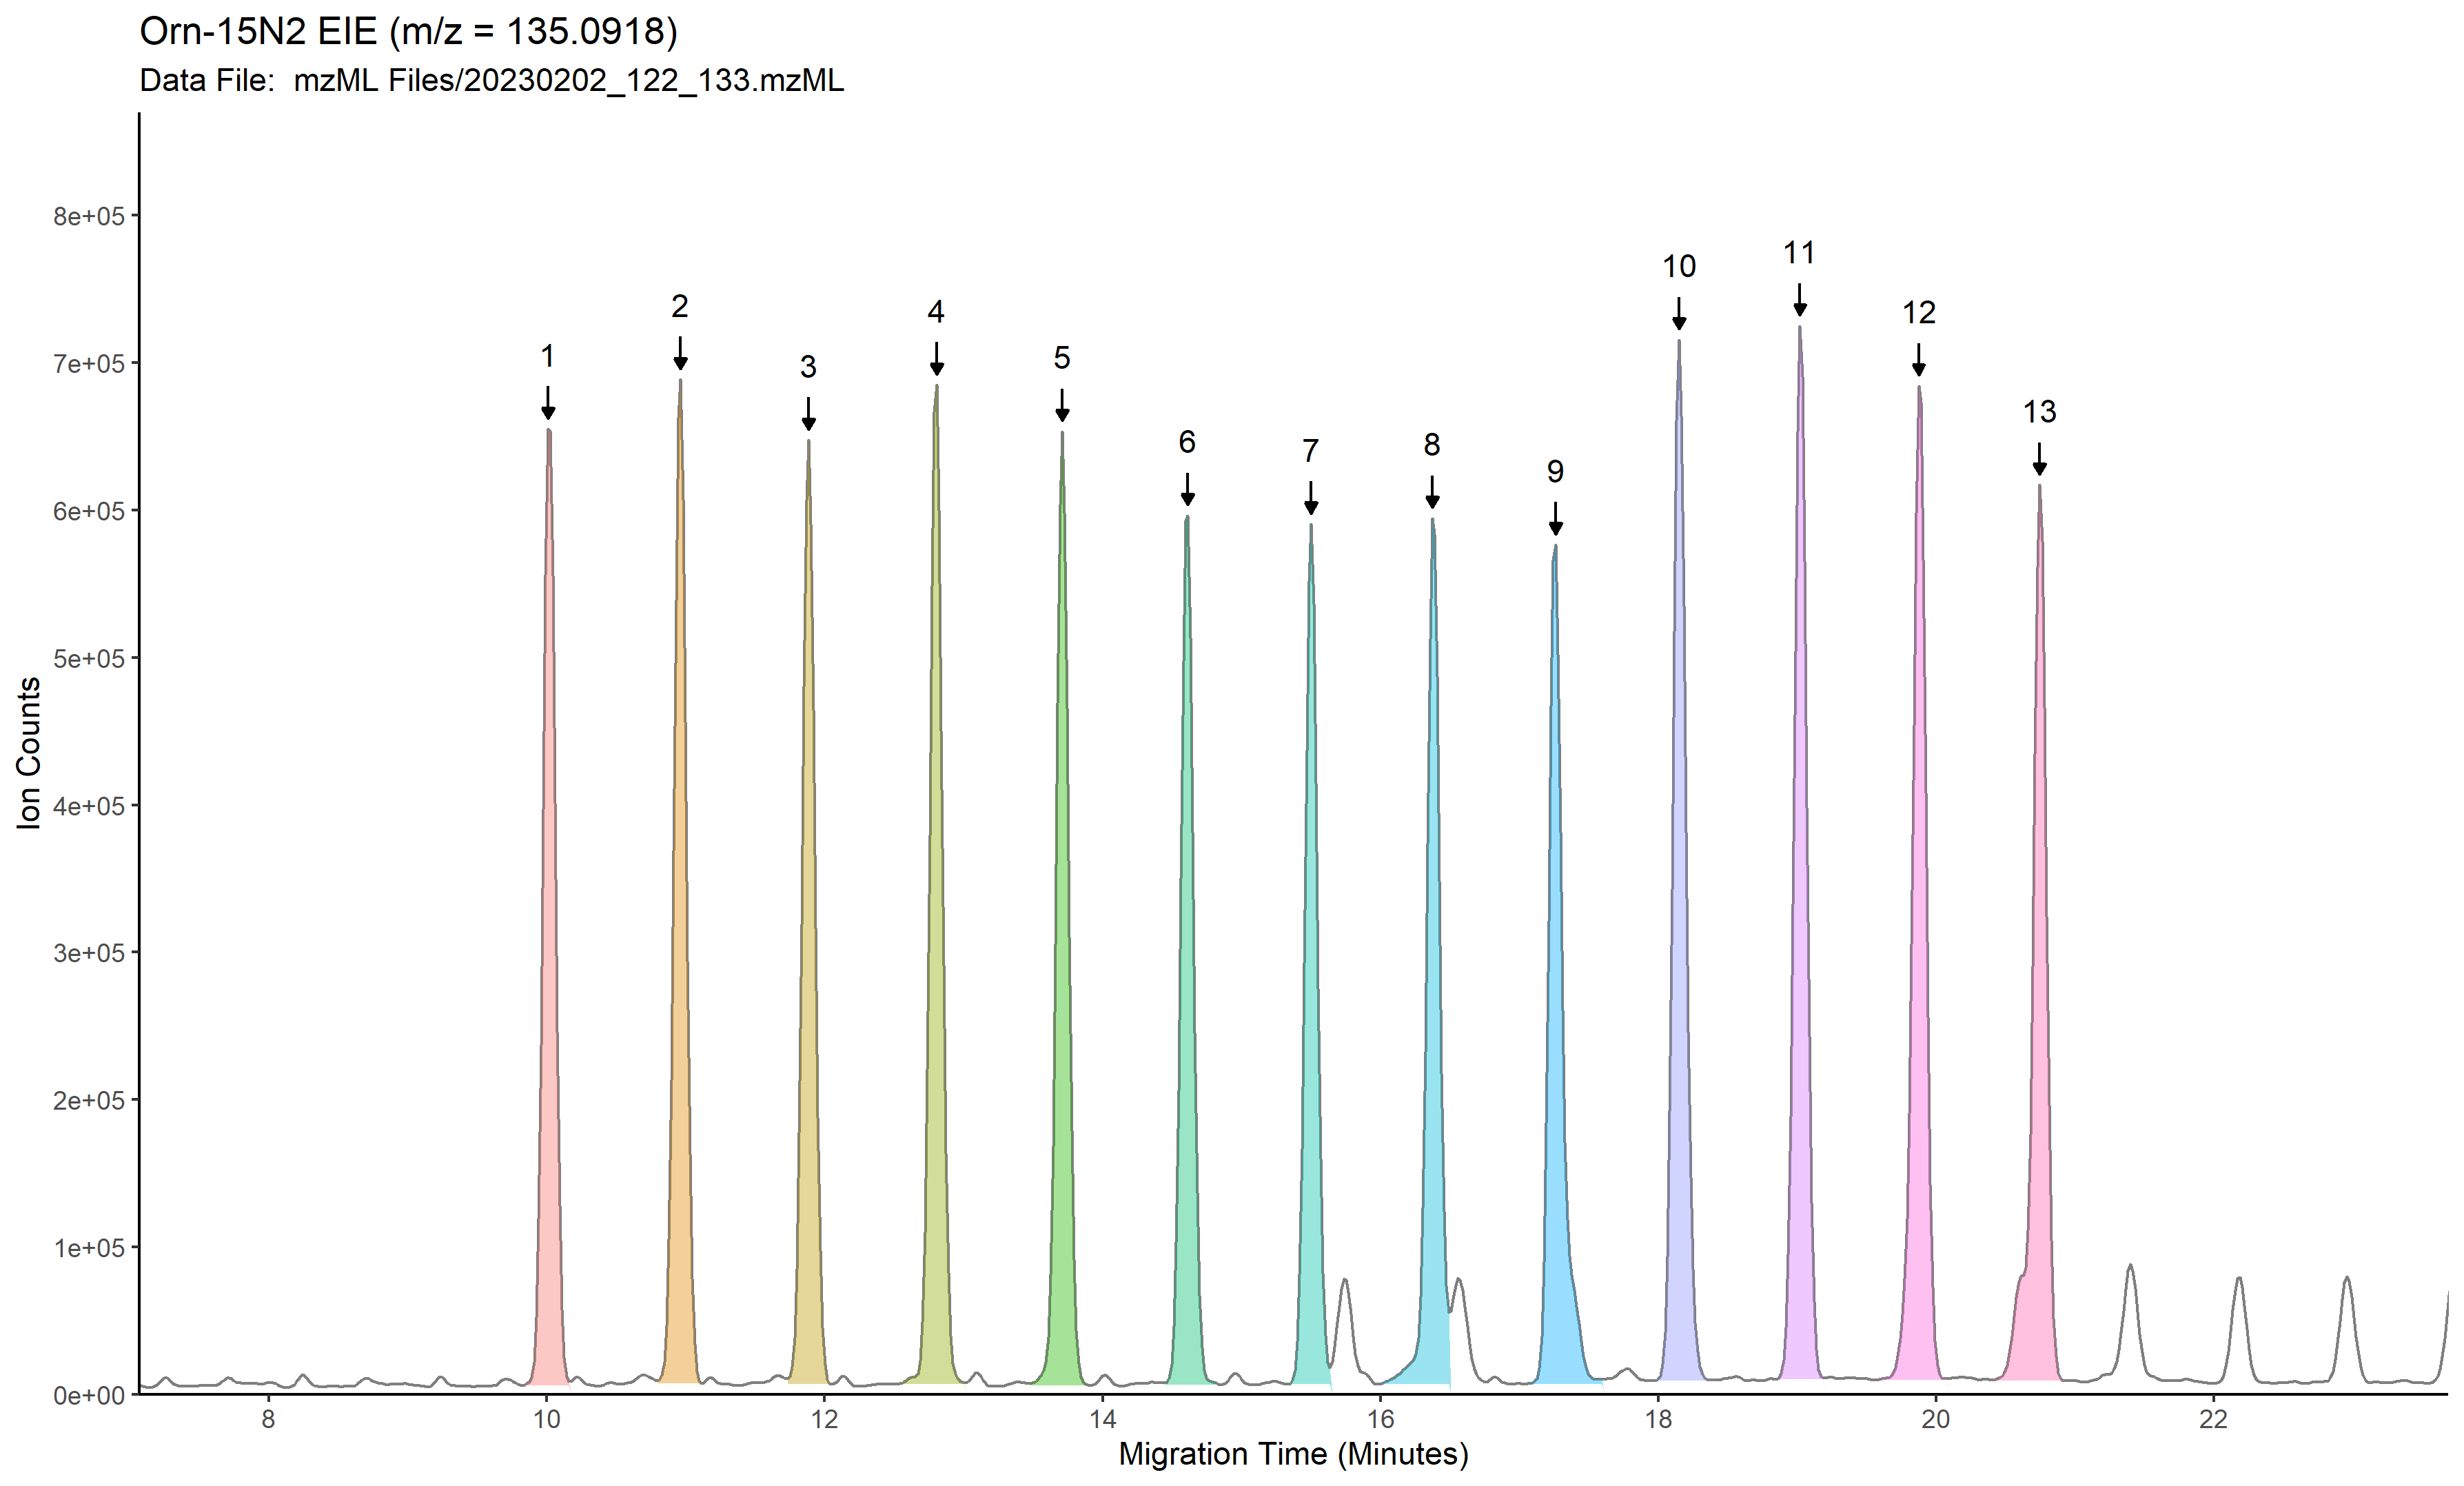 Orn-15N2 EIE (m/z = 135.0918)
Data File:  mzML Files/20230202_122_133.mzML
8e+05
7e+05
6e+05
5e+05
4e+05
3e+05
2e+05
1e+05
0e+00
Ion Counts
1
2
3
4
5
6
7
8
9
10
11
12
13
8
10
12
14
16
18
20
22
Migration Time (Minutes)